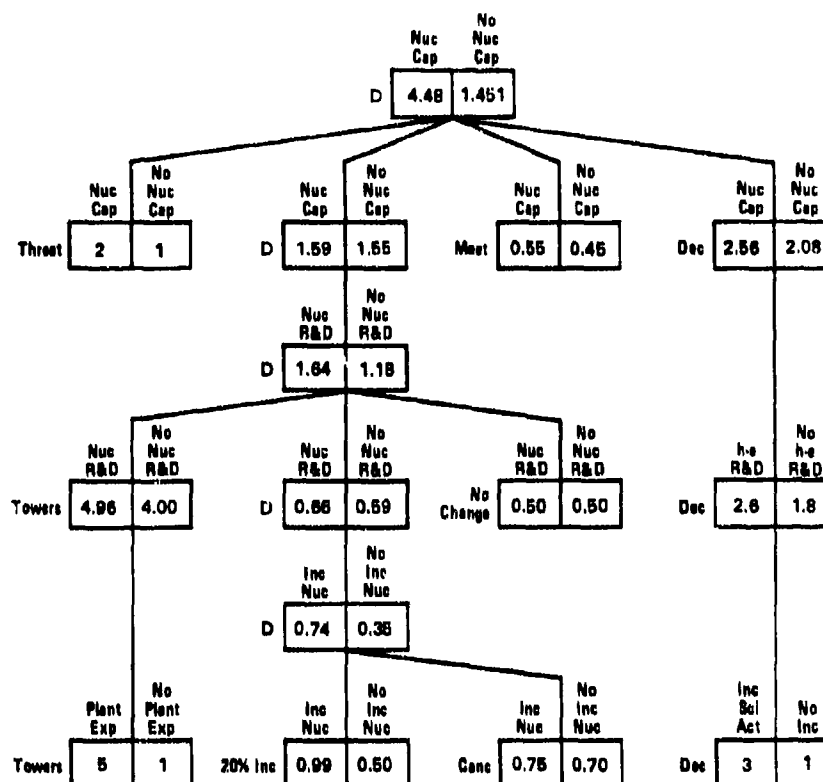 No
Nuc Nuc
Cap Cap
D 4.48 1.451
No No No No
Nuc Nuc Nuc Nuc Nuc Nuc Nuc Nuc
Cap Cap Cap Cap Cap Cap Cap Cap
Threat 2 1 D 1.59 1.55 Meet 0.55 0.45 Dec 2.56 2.08
No
Nuc Nuc
R&D R&D
D 1.64 1.18
No No No No
Nuc Nuc Nuc Nuc Nuc Nuc h-e h-e
R&D R&D R&D R&D R&D R&D R&D R&D
Towers 4.96 4.00 D 0.66 0.59 No Change 0.50 0.50 Dec 2.6 1.8
No
Inc Inc
Nuc Nuc
D 0.74 0.35
No No No Inc
Plant Plant Inc Inc Inc Inc Sol No
Exp Exp Nuc Nuc Nuc Nuc Act Inc
Towers 5 1 20% Inc 0.99 0.50 Canc 0.75 0.70 Dec 3 1